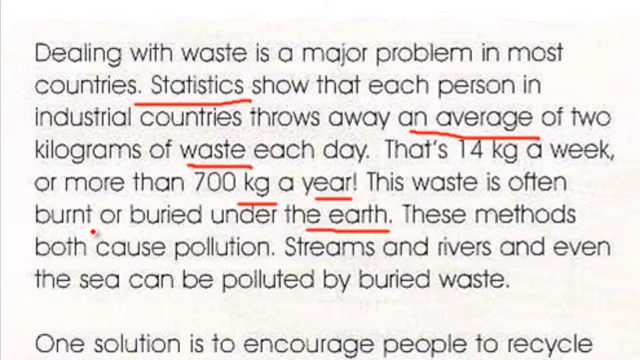 Dealing with waste is a major problem in most
countries. Statistics show that each person in
industrial countries throws away an average of two
kilograms of waste each day. That's 14 kg a week,
or more than 700 kg a year! This waste is often
burnt or buried under the earth. These methods
both cause pollution. Streams and rivers and even
the sea can be polluted by buried waste.
One solution is to encourage people to recycle